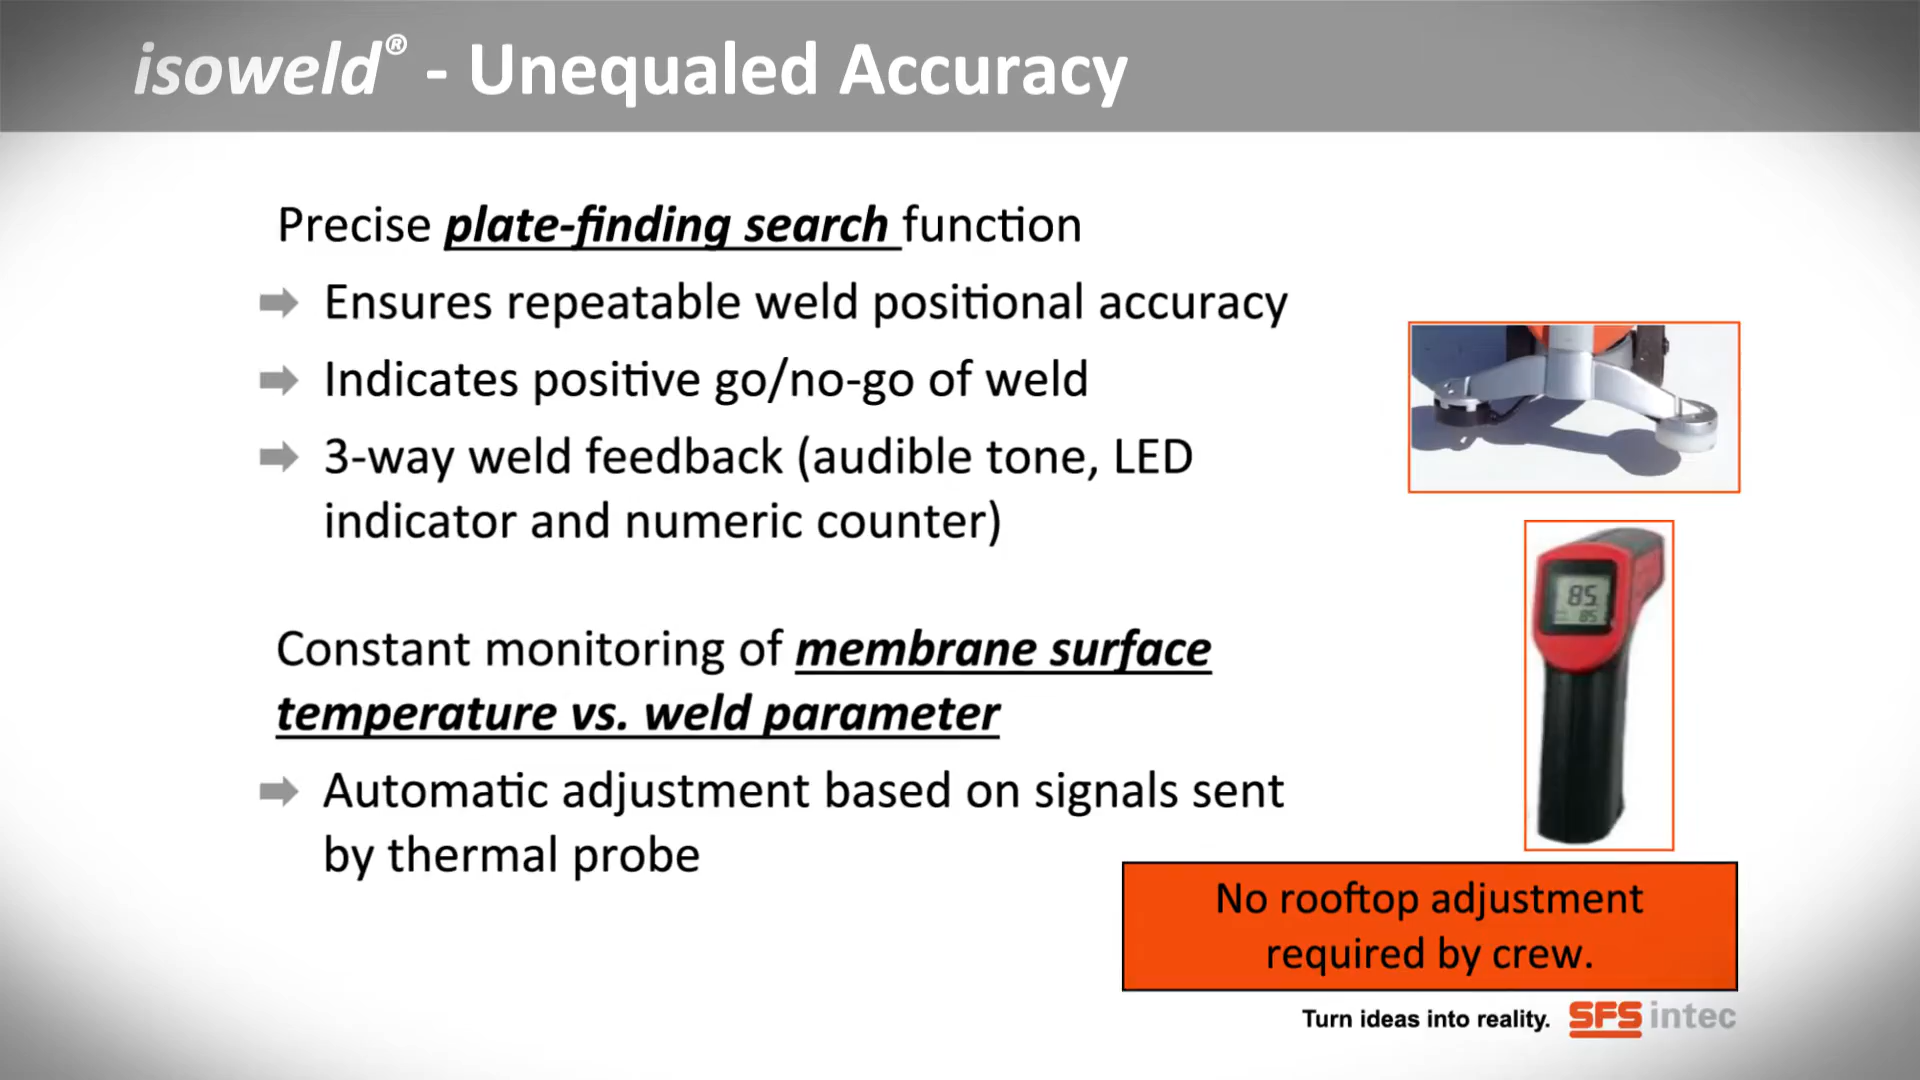 isoweld® - Unequaled Accuracy
Precise plate-finding search function
Ensures repeatable weld positional accuracy
Indicates positive go/no-go of weld
3-way weld feedback (audible tone, LED
indicator and numeric counter)
85
85
Constant monitoring of membrane surface
temperature vs. weld parameter
Automatic adjustment based on signals sent
by thermal probe
No rooftop adjustment
required by crew.
Turn ideas into reality. SFS intec